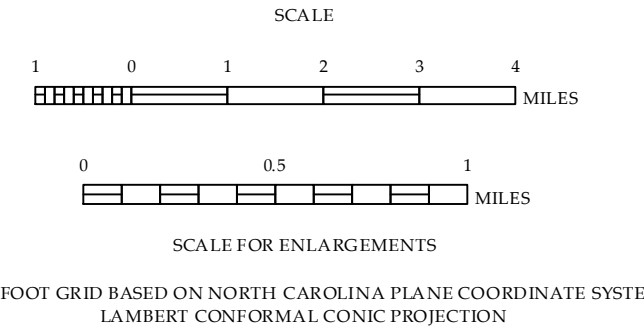 SCALE
1 0 1 2 3 4
MILES
0 0.5 1
MILES
SCALE FOR ENLARGEMENTS
FOOT GRID BASED ON NORTH CAROLINA PLANE COORDINATE SYSTE
LAMBERT CONFORMAL CONIC PROJECTION